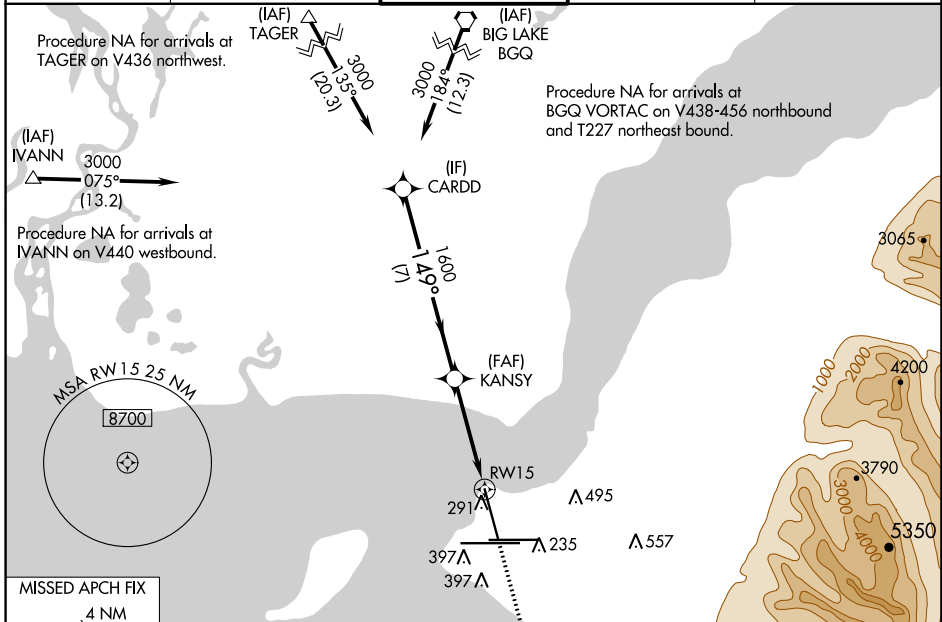 (IAF)
TAGER
(IAF)
BIG LAKE
BGQ
Procedure NA for arrivals at
TAGER on V436 northwest.
3000
135°
(20.3)
3000
184°
(12.3)
Procedure NA for arrivals at
BGQ VORTAC on V438-456 northbound
and T227 northeast bound.
(IAF)
IVANN
3000
075°
(13.2)
(IF)
CARDD
Procedure NA for arrivals at
IVANN on V440 westbound.
3065
1600
149°
(7)
(FAF)
KANSY
1000
2000
4200
MSA RW15 25 NM
8700
RW15
3790
3000
291
495
5350
4000
397
235
557
397
MISSED APCH FIX
4 NM